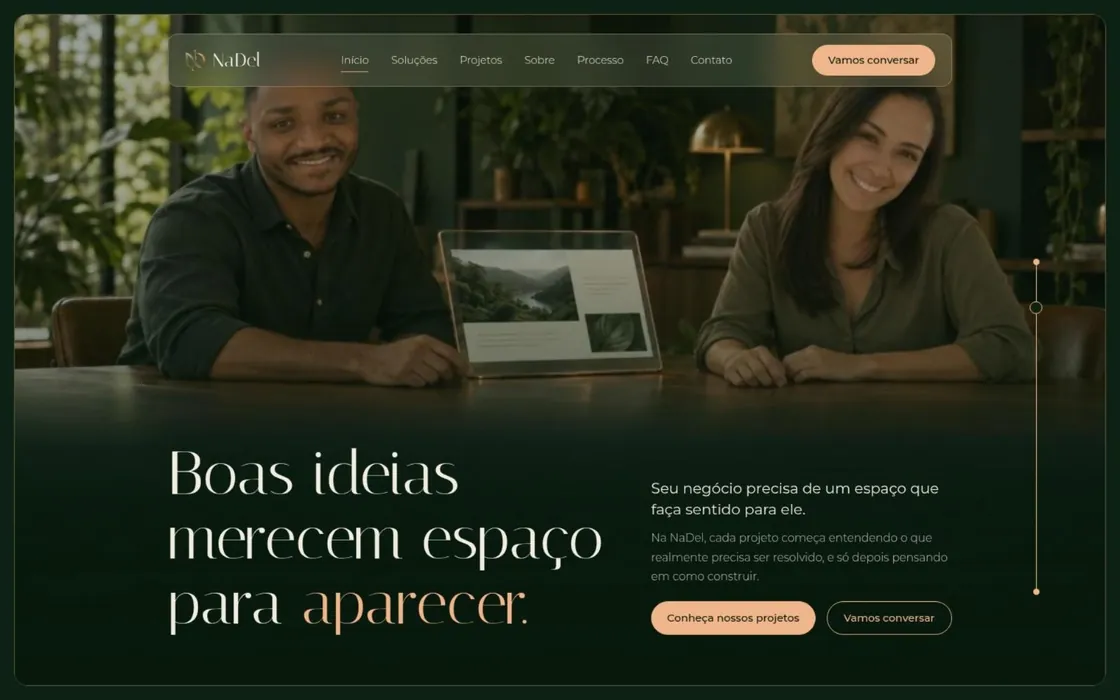 NaDel
Início
Soluções
Projetos
Sobre
Processo
FAQ
Contato
Vamos conversar
Boas ideias
merecem espaço
para aparecer.
Seu negócio precisa de um espaço que
faça sentido para ele.
Na NaDel, cada projeto começa entendendo o que
realmente precisa ser resolvido, e só depois pensando
em como construir.
Conheça nossos projetos
Vamos conversar